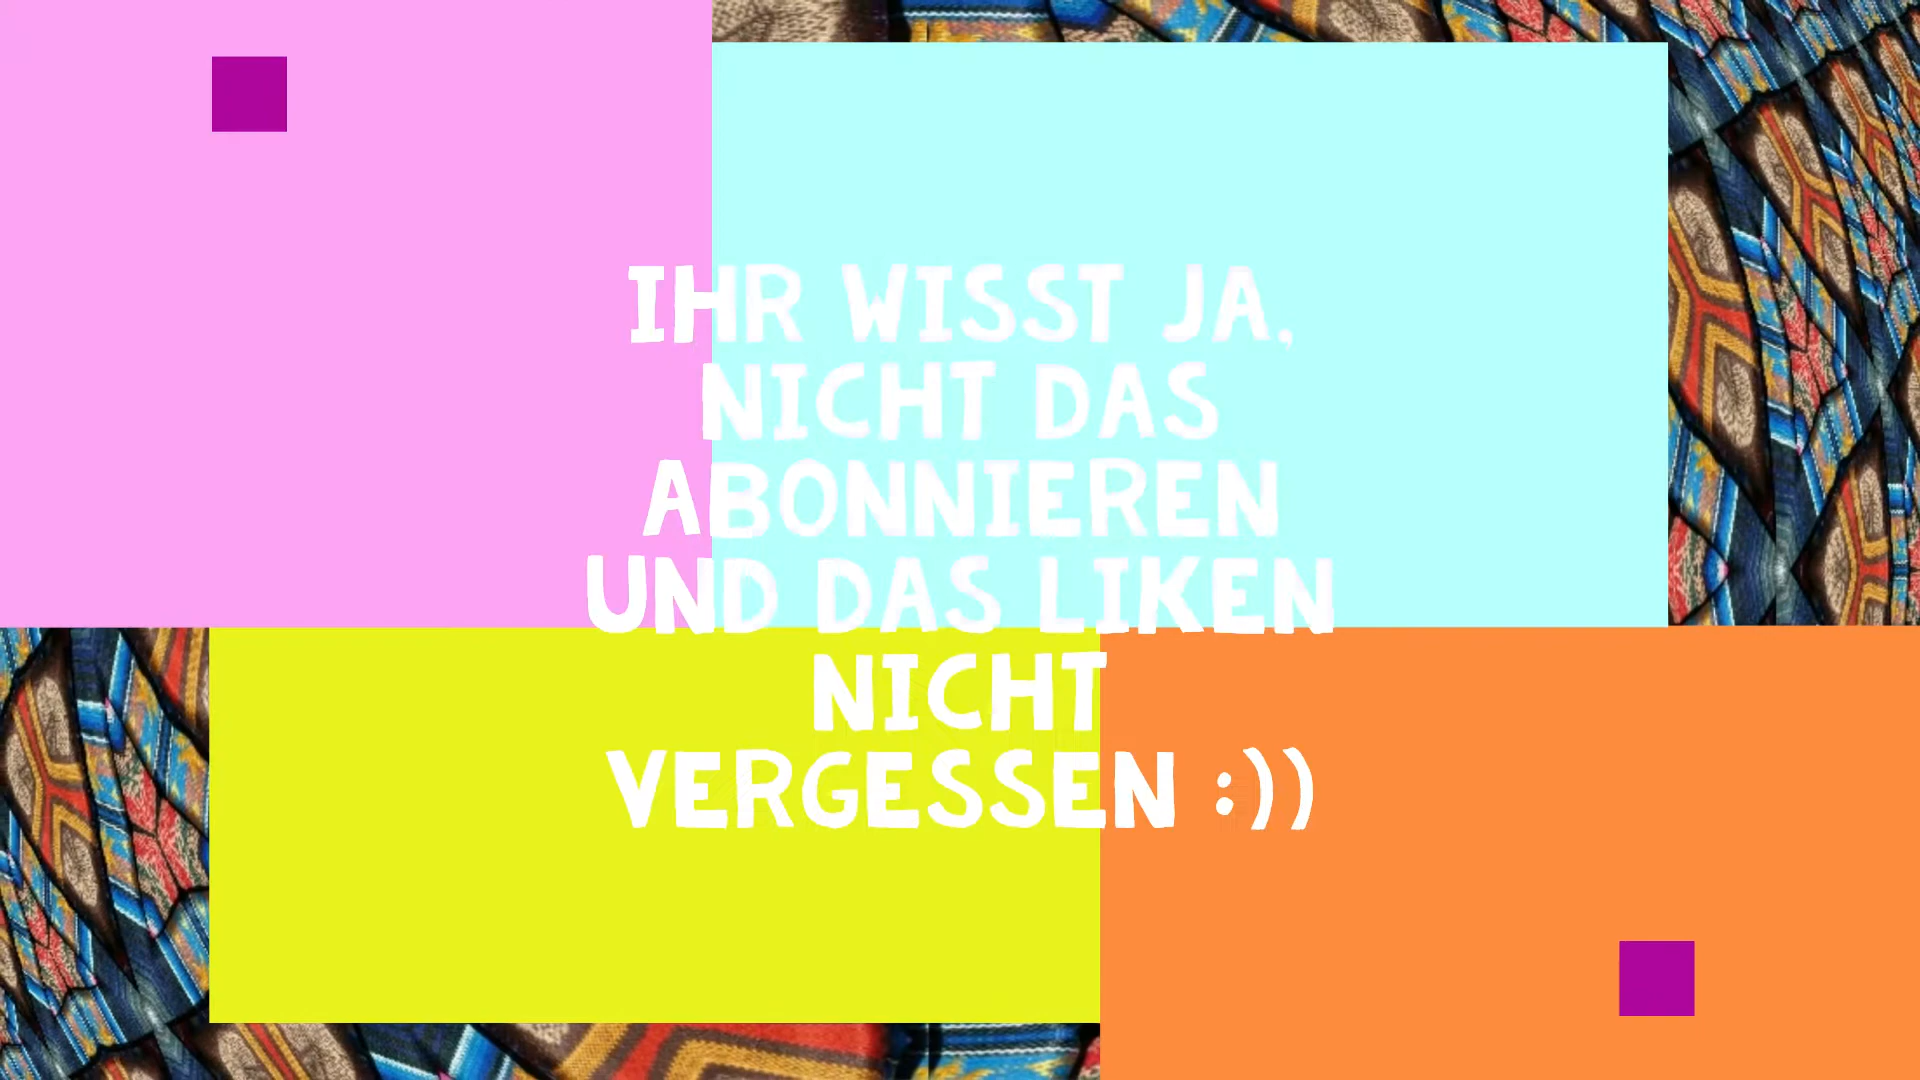 IHR WISST JA,
NICHT DAS
ABONNIEREN
UND DAS LIKEN
NICHT
VERGESSEN :))